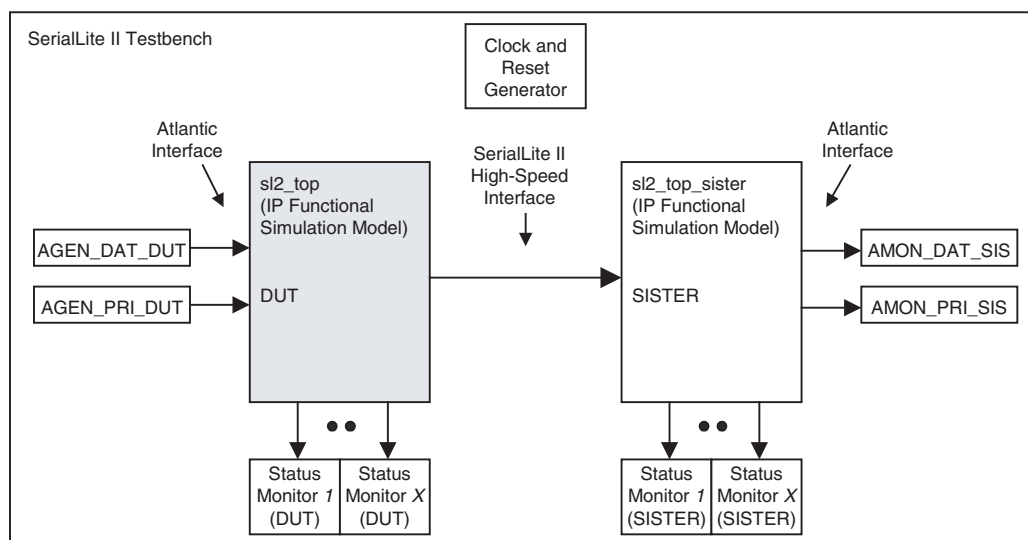 SerialLite II Testbench
Clock and
Reset
Generator
Atlantic
Interface
SerialLite II
High-Speed
Interface
Atlantic
Interface
sl2_top
(IP Functional
Simulation Model)
DUT
sl2_top_sister
(IP Functional
Simulation Model)
SISTER
AGEN_DAT_DUT
AGEN_PRI_DUT
AMON_DAT_SIS
AMON_PRI_SIS
Status
Monitor 1
(DUT)
Status
Monitor X
(DUT)
Status
Monitor 1
(SISTER)
Status
Monitor X
(SISTER)